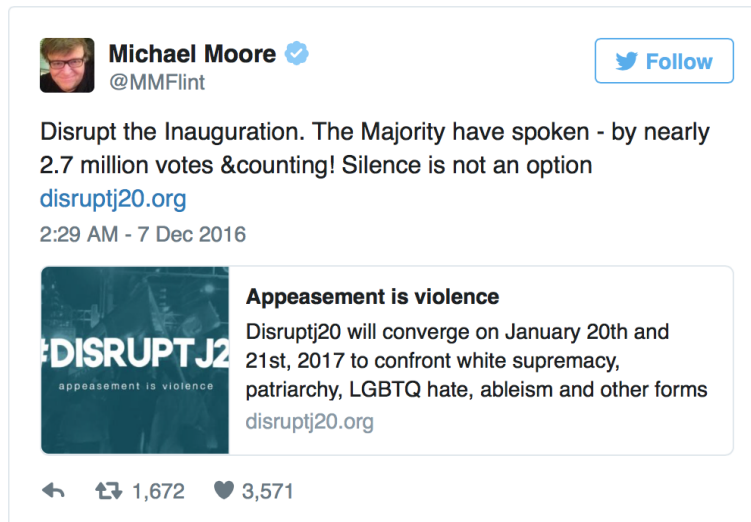 Michael Moore
@MMFlint
Follow
Disrupt the Inauguration. The Majority have spoken - by nearly
2.7 million votes &counting! Silence is not an option
disruptj20.org
2:29 AM - 7 Dec 2016
#DISRUPTJ2
appeasement is violence
Appeasement is violence
Disruptj20 will converge on January 20th and
21st, 2017 to confront white supremacy,
patriarchy, LGBTQ hate, ableism and other forms
disruptj20.org
1,672
3,571